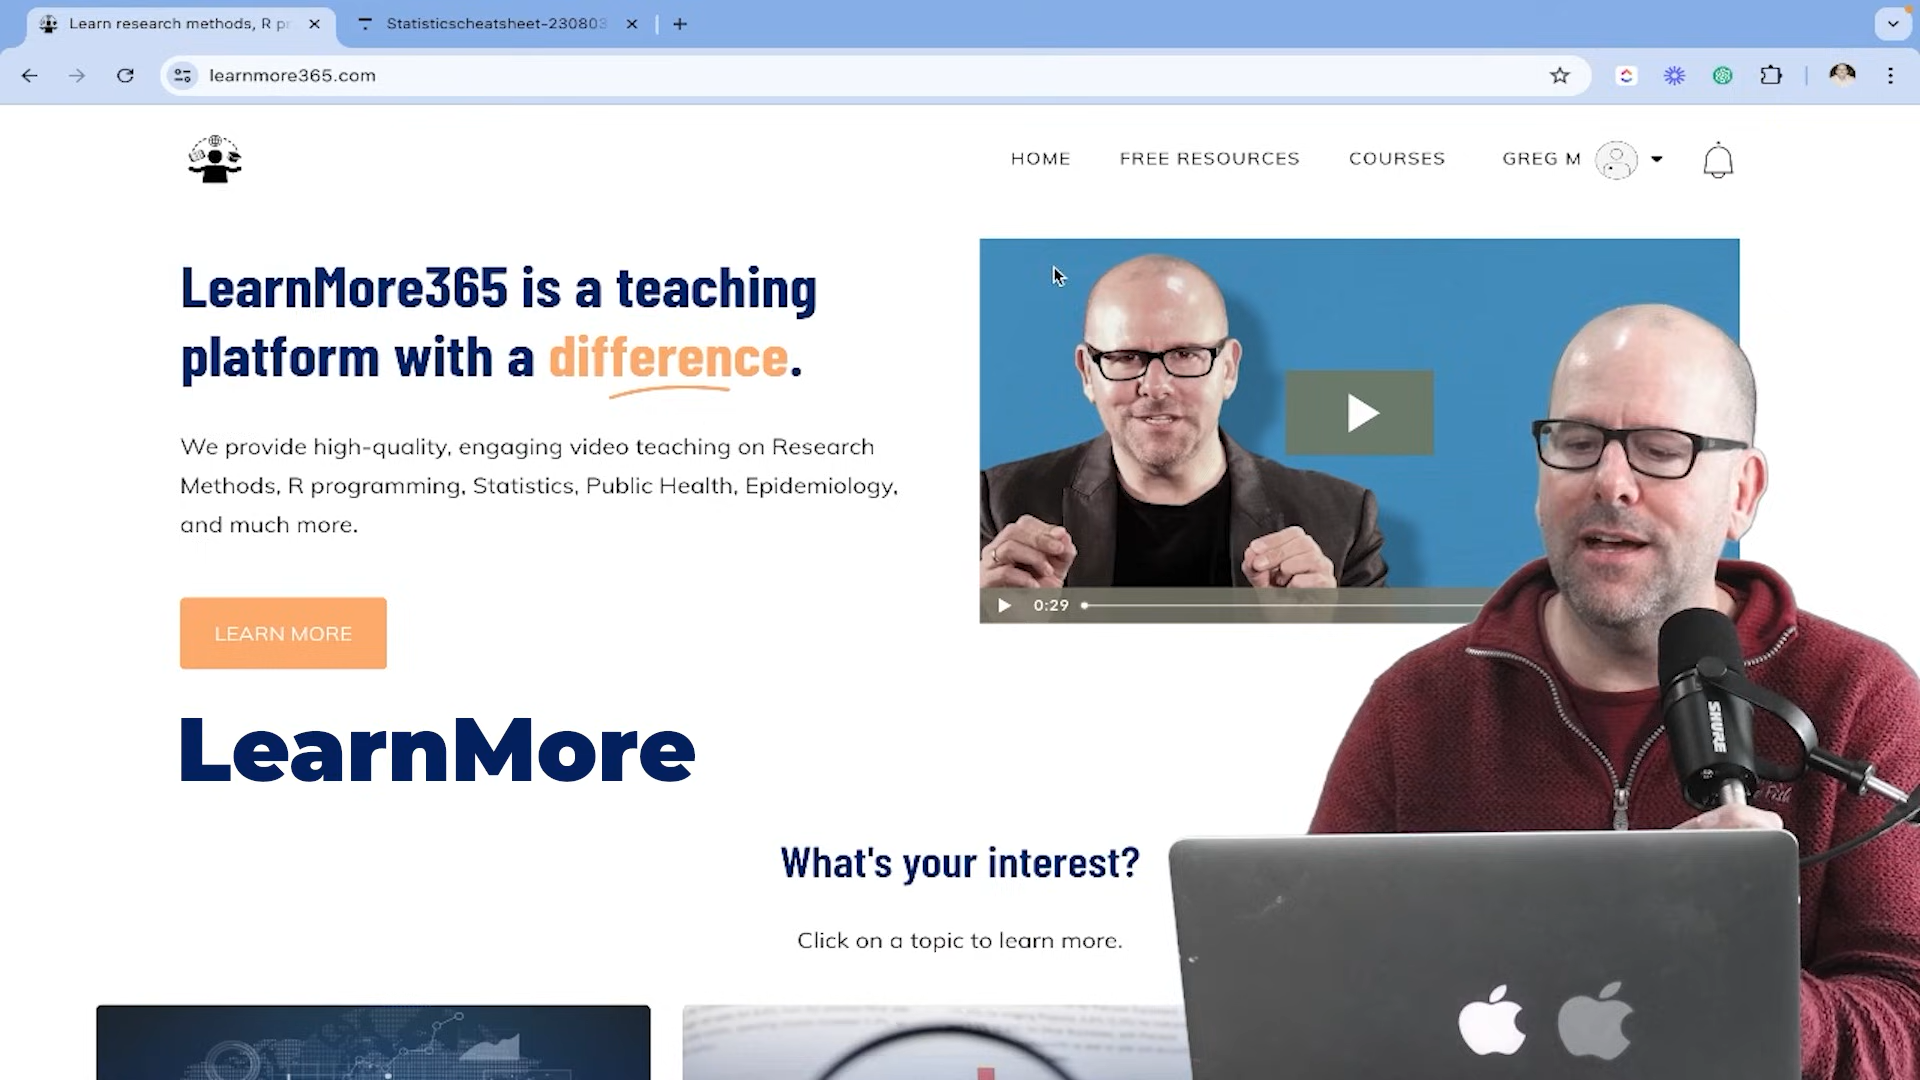 Learn research methods, R pr
Statisticscheatsheet-230803
learnmore365.com
HOME
FREE RESOURCES
COURSES
GREG M
LearnMore365 is a teaching
platform with a difference.
We provide high-quality, engaging video teaching on Research
Methods, R programming, Statistics, Public Health, Epidemiology,
and much more.
0:29
LEARN MORE
LearnMore
SHURE
What's your interest?
Click on a topic to learn more.